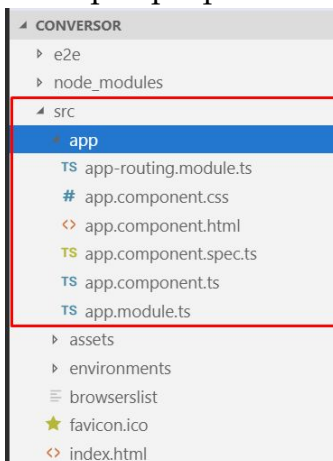 CONVERSOR
e2e
node_modules
src
app
TS app-routing.module.ts
# app.component.css
<> app.component.html
TS app.component.spec.ts
TS app.component.ts
TS app.module.ts
assets
environments
browserslist
favicon.ico
<> index.html